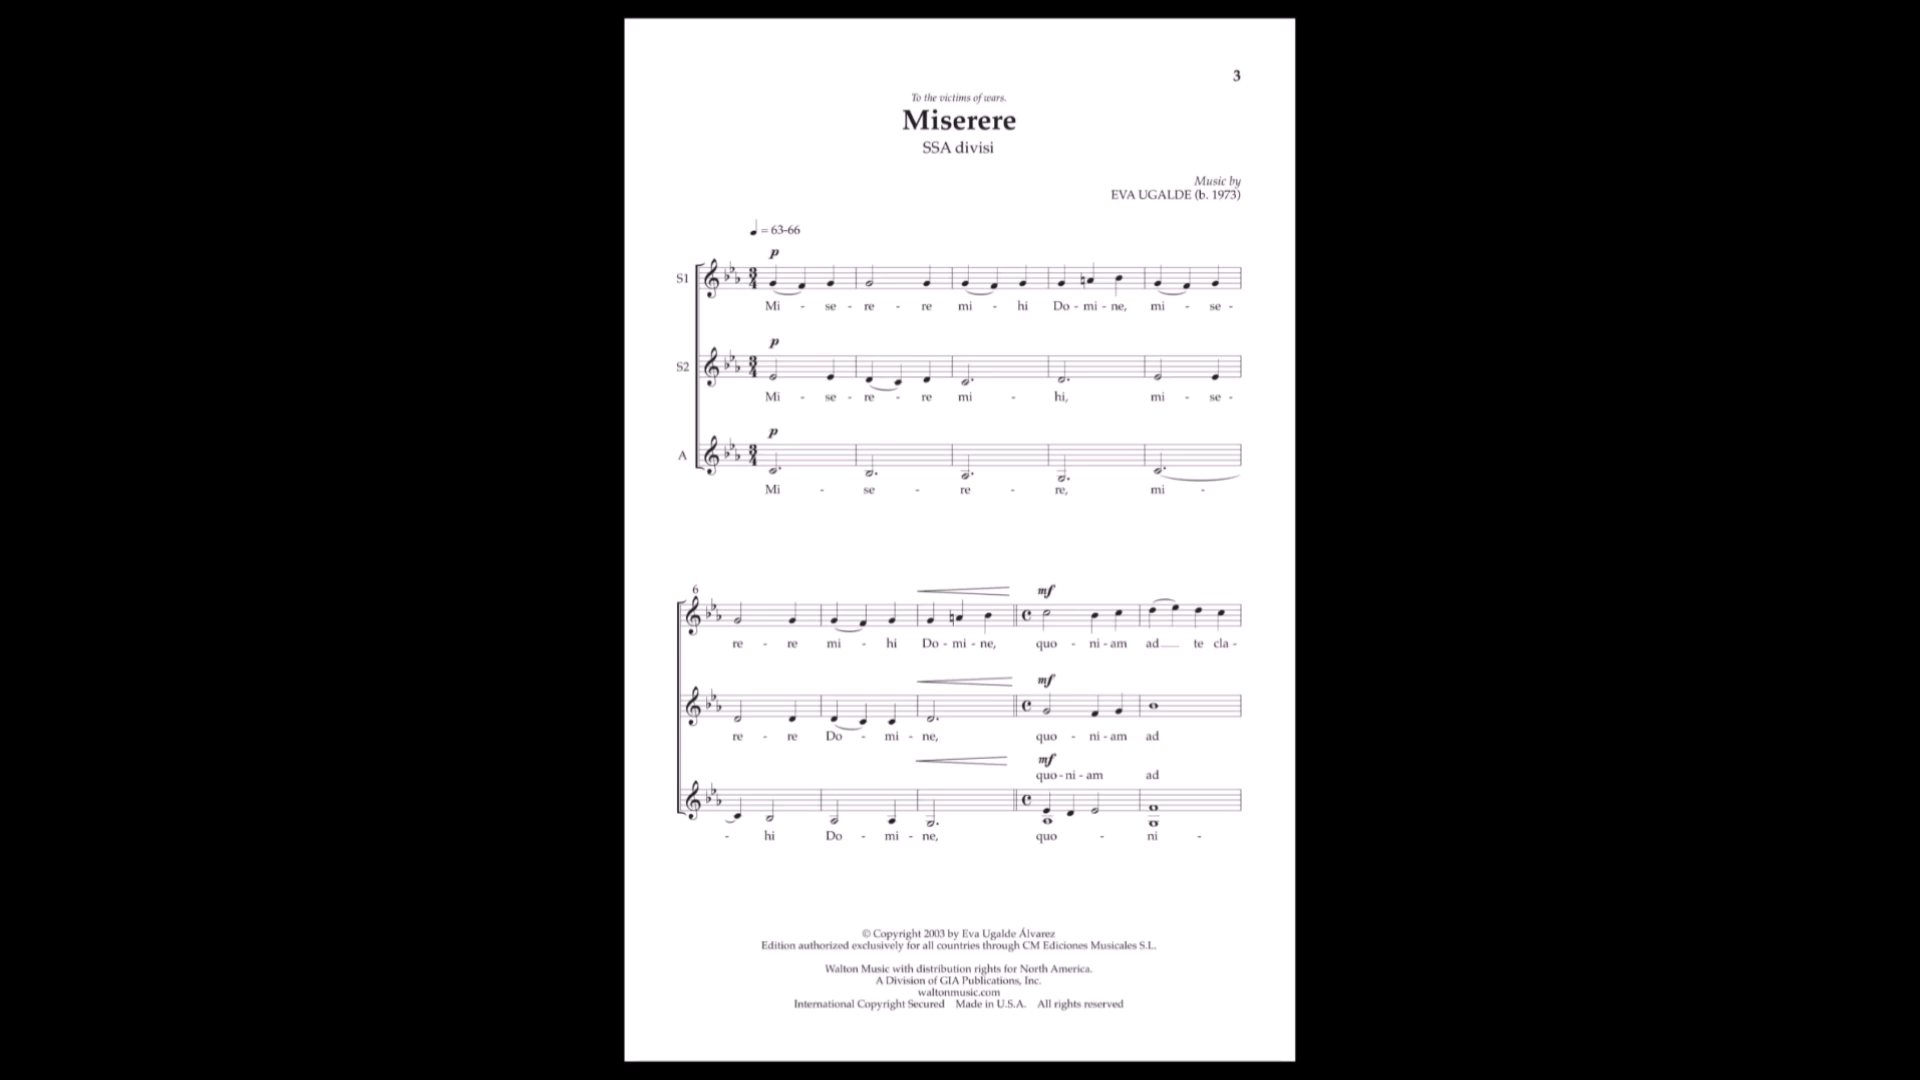 3
To the victims of wars.
Miserere
SSA divisi
Music by
EVA UGALDE (b. 1973)
= 63-66
p
S1
Mi - se - re - re mi - hi Do - mi - ne, mi - se -
p
S2
Mi - se - re - re mi - hi, mi - se -
p
A
Mi - se - re - re, mi -
6
mf
re - re mi - hi Do - mi - ne, quo - ni - am ad te cla -
mf
re - re Do - mi - ne, quo - ni - am ad
mf
quo - ni - am ad
- hi Do - mi - ne, quo - ni -
© Copyright 2003 by Eva Ugalde Álvarez
Edition authorized exclusively for all countries through CM Ediciones Musicales S.L.
Walton Music with distribution rights for North America.
A Division of GIA Publications, Inc.
waltonmusic.com
International Copyright Secured Made in U.S.A. All rights reserved